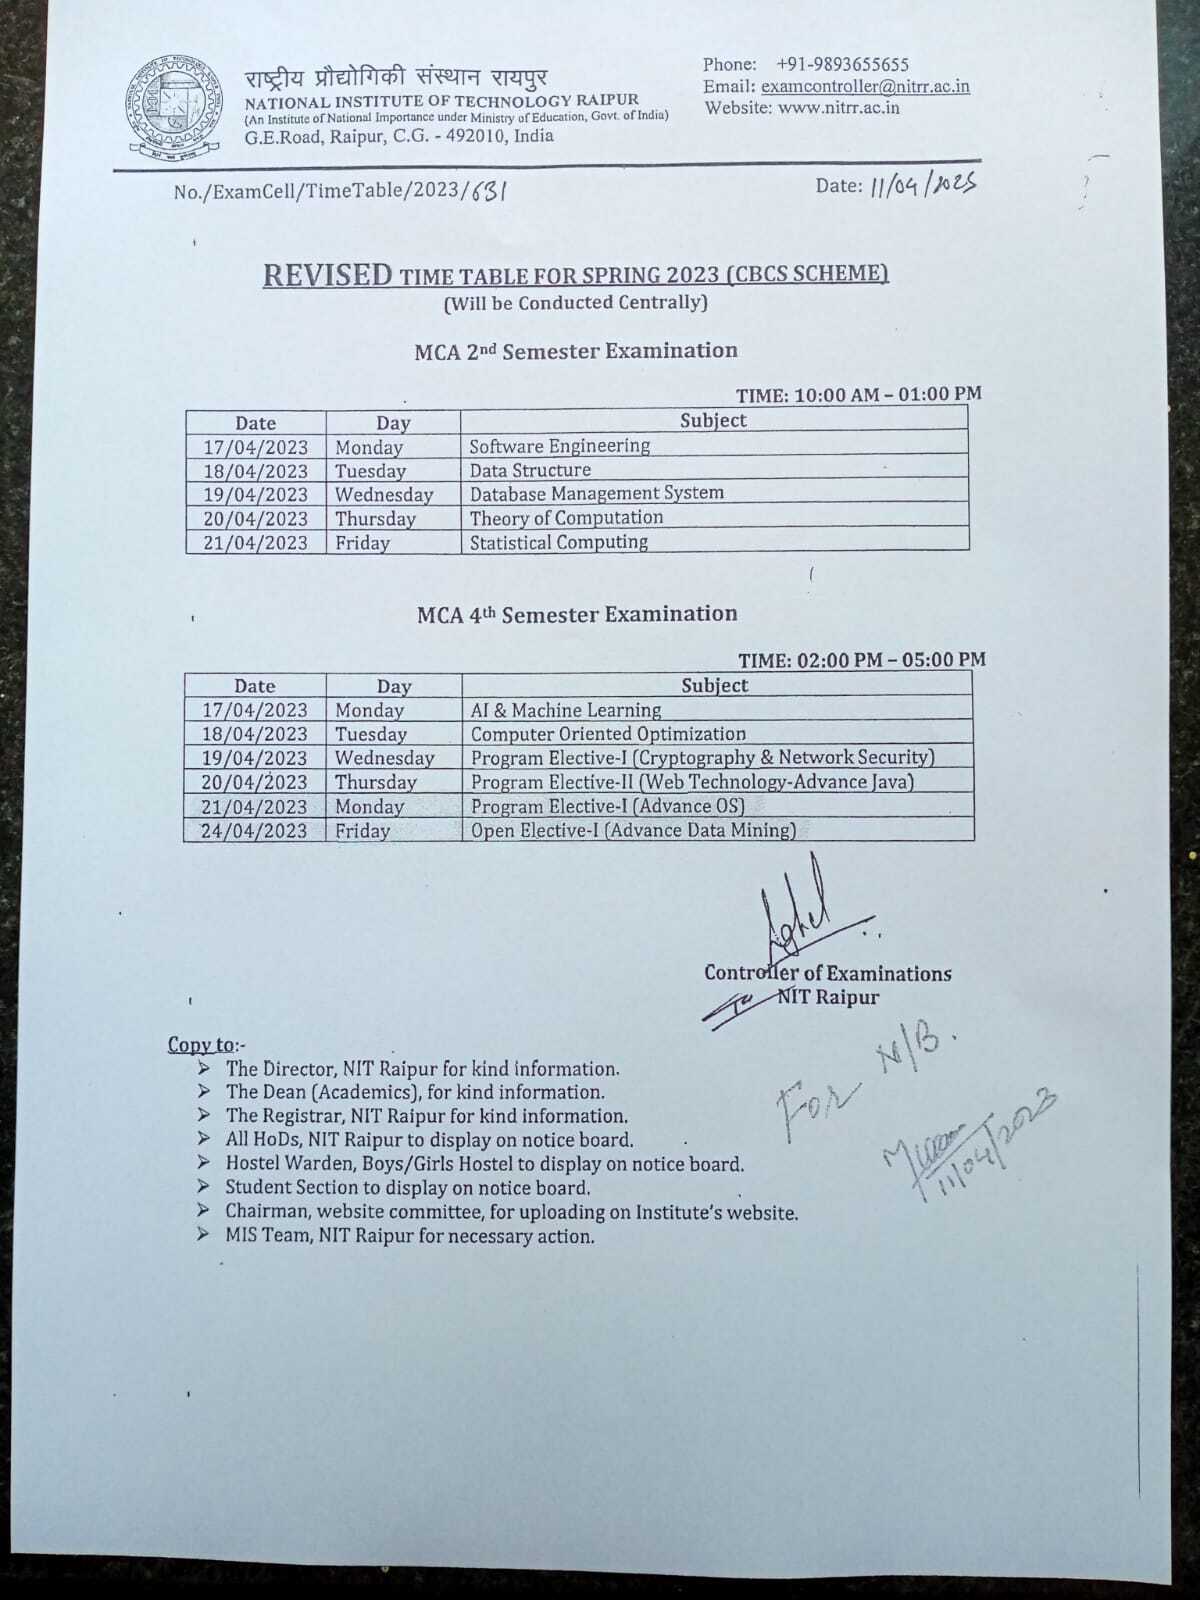 राष्ट्रीय प्रौद्योगिकी संस्थान रायपुर
NATIONAL INSTITUTE OF TECHNOLOGY RAIPUR
(An Institute of National Importance under Ministry of Education, Govt. of India)
G.E.Road, Raipur, C.G. - 492010, India
Phone: +91-9893655655
Email: examcontroller@nitrr.ac.in
Website: www.nitrr.ac.in
No./ExamCell/TimeTable/2023/631
Date: 11/04/2023
REVISED TIME TABLE FOR SPRING 2023 (CBCS SCHEME)
(Will be Conducted Centrally)
MCA 2nd Semester Examination
TIME: 10:00 AM – 01:00 PM
Date Day Subject
17/04/2023 Monday Software Engineering
18/04/2023 Tuesday Data Structure
19/04/2023 Wednesday Database Management System
20/04/2023 Thursday Theory of Computation
21/04/2023 Friday Statistical Computing
MCA 4th Semester Examination
TIME: 02:00 PM – 05:00 PM
Date Day Subject
17/04/2023 Monday AI & Machine Learning
18/04/2023 Tuesday Computer Oriented Optimization
19/04/2023 Wednesday Program Elective-I (Cryptography & Network Security)
20/04/2023 Thursday Program Elective-II (Web Technology-Advance Java)
21/04/2023 Monday Program Elective-I (Advance OS)
24/04/2023 Friday Open Elective-I (Advance Data Mining)
Controller of Examinations
NIT Raipur
For N/B.
11/04/2023
Copy to:-
➢ The Director, NIT Raipur for kind information.
➢ The Dean (Academics), for kind information.
➢ The Registrar, NIT Raipur for kind information.
➢ All HoDs, NIT Raipur to display on notice board.
➢ Hostel Warden, Boys/Girls Hostel to display on notice board.
➢ Student Section to display on notice board.
➢ Chairman, website committee, for uploading on Institute's website.
➢ MIS Team, NIT Raipur for necessary action.